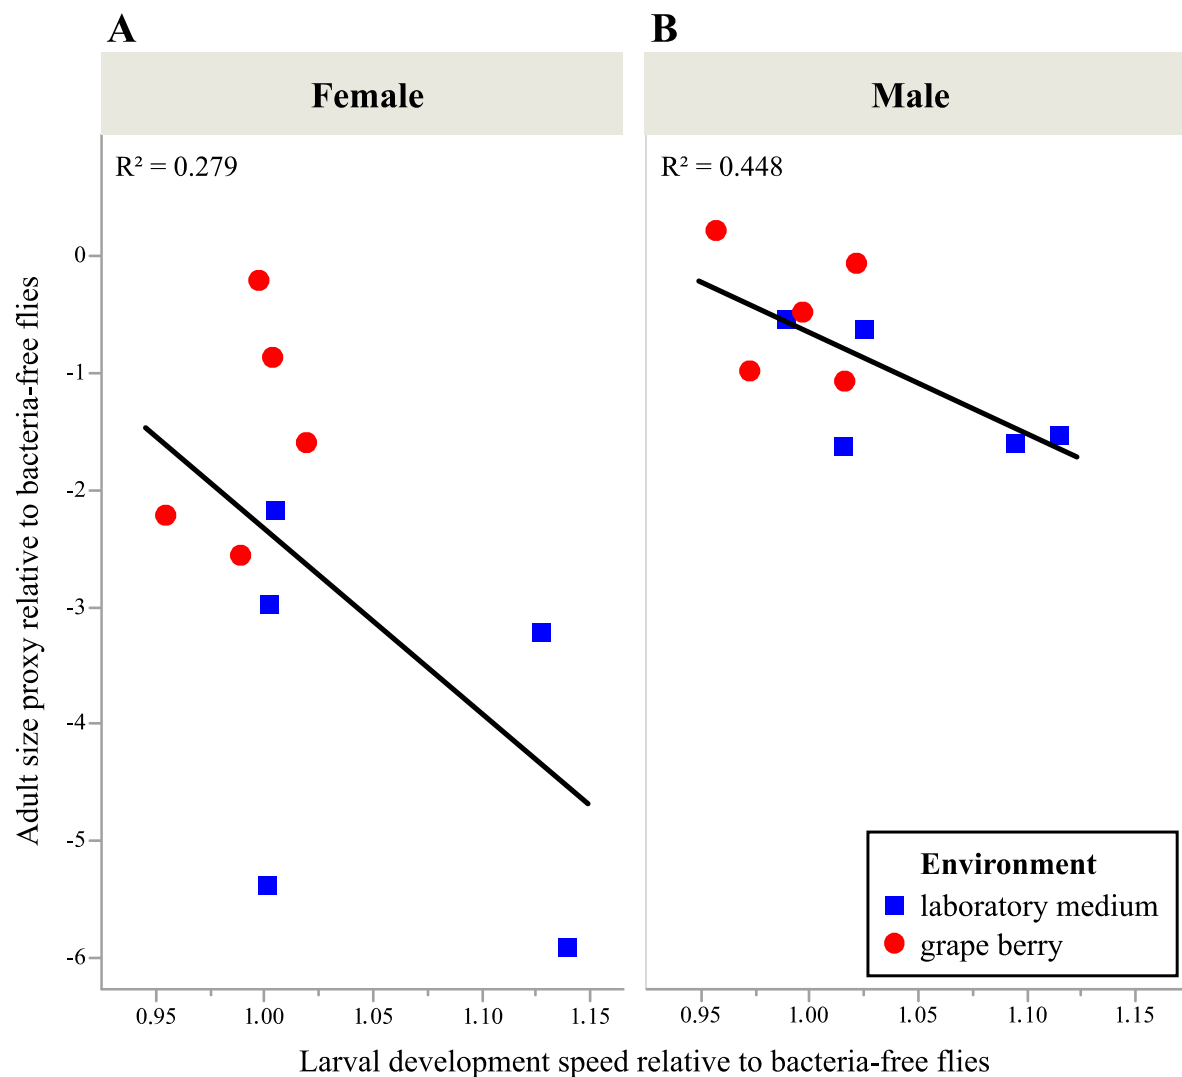 A
B
Female
Male
R² = 0.279
R² = 0.448
Adult size proxy relative to bacteria-free flies
0
-1
-2
-3
-4
-5
-6
Environment
laboratory medium
grape berry
0.95 1.00 1.05 1.10 1.15
0.95 1.00 1.05 1.10 1.15
Larval development speed relative to bacteria-free flies